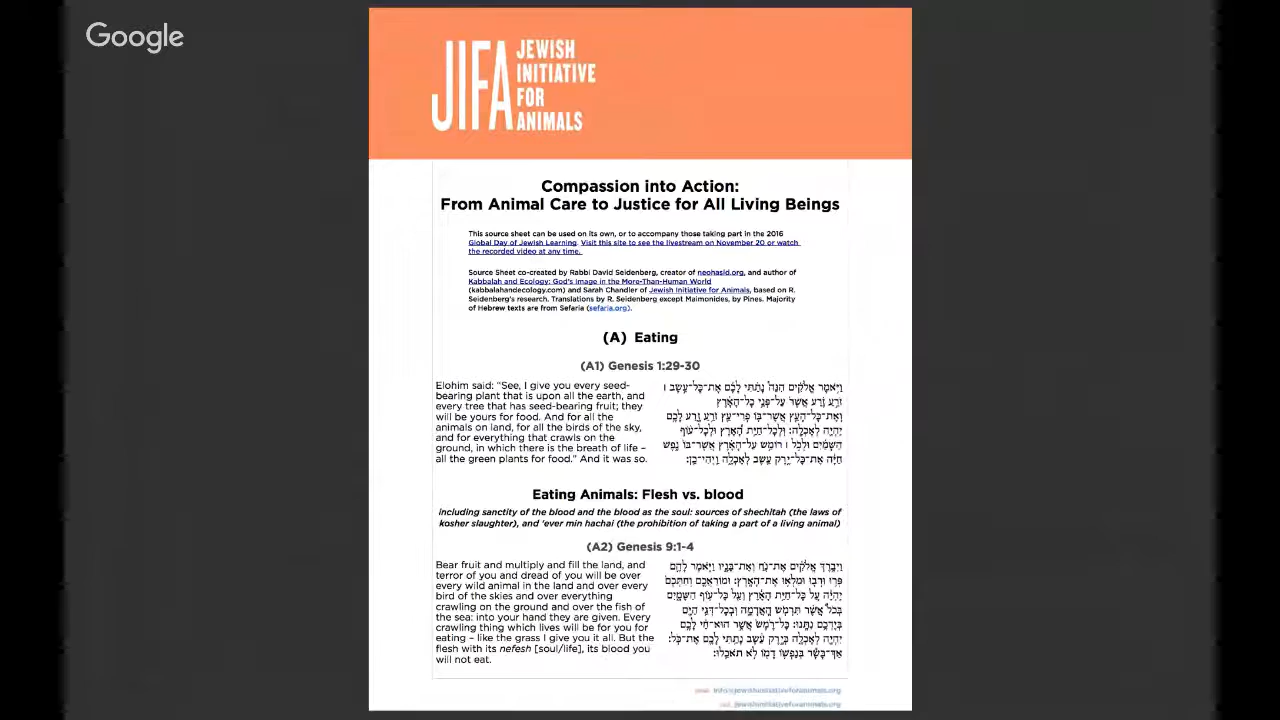 Google
JIFA
JEWISH
INITIATIVE
FOR
ANIMALS
Compassion into Action:
From Animal Care to Justice for All Living Beings
This source sheet can be used on its own, or to accompany those taking part in the 2016
Global Day of Jewish Learning. Visit this site to see the livestream on November 20 or watch
the recorded video at any time.
Source Sheet co-created by Rabbi David Seidenberg, creator of neohasid.org, and author of
Kabbalah and Ecology: God's Image in the More-Than-Human World
(kabbalahandecology.com) and Sarah Chandler of Jewish Initiative for Animals, based on R.
Seidenberg's research. Translations by R. Seidenberg except Maimonides, by Pines. Majority
of Hebrew texts are from Sefaria (sefaria.org).
(A) Eating
(A1) Genesis 1:29-30
Elohim said: “See, I give you every seed-
bearing plant that is upon all the earth, and
every tree that has seed-bearing fruit; they
will be yours for food. And for all the
animals on land, for all the birds of the sky,
and for everything that crawls on the
ground, in which there is the breath of life –
all the green plants for food.” And it was so.
וַיֹּ֣אמֶר אֱלֹקִ֗ים הִנֵּה֩ נָתַ֨תִּי לָכֶ֜ם אֶת־כָּל־עֵ֣שֶׂב ׀
זֹרֵ֣עַ זֶ֗רַע אֲשֶׁר֙ עַל־פְּנֵ֣י כָל־הָאָ֔רֶץ
וְאֶת־כָּל־הָעֵ֛ץ אֲשֶׁר־בּ֥וֹ פְרִי־עֵ֖ץ זֹרֵ֣עַ זָ֑רַע לָכֶ֥ם
יִֽהְיֶ֖ה לְאָכְלָֽה׃ וּֽלְכָל־חַיַּ֣ת הָ֠אָרֶץ וּלְכָל־ע֨וֹף
הַשָּׁמַ֜יִם וּלְכֹ֣ל ׀ רוֹמֵ֣שׂ עַל־הָאָ֗רֶץ אֲשֶׁר־בּוֹ֙ נֶ֣פֶשׁ
חַיָּ֔ה אֶת־כָּל־יֶ֥רֶק עֵ֖שֶׂב לְאָכְלָ֑ה וַֽיְהִי־כֵֽן׃
Eating Animals: Flesh vs. blood
including sanctity of the blood and the blood as the soul: sources of shechitah (the laws of
kosher slaughter), and 'ever min hachai (the prohibition of taking a part of a living animal)
(A2) Genesis 9:1-4
Bear fruit and multiply and fill the land, and
terror of you and dread of you will be over
every wild animal in the land and over every
bird of the skies and over everything
crawling on the ground and over the fish of
the sea: into your hand they are given. Every
crawling thing which lives will be for you for
eating – like the grass I give you it all. But the
flesh with its nefesh [soul/life], its blood you
will not eat.
וַיְבָ֣רֶךְ אֱלֹקִ֔ים אֶת־נֹ֖חַ וְאֶת־בָּנָ֑יו וַיֹּ֧אמֶר לָהֶ֛ם
פְּר֥וּ וּרְב֖וּ וּמִלְא֥וּ אֶת־הָאָֽרֶץ׃ וּמוֹרַאֲכֶ֤ם וְחִתְּכֶם֙
יִֽהְיֶ֔ה עַ֚ל כָּל־חַיַּ֣ת הָאָ֔רֶץ וְעַ֖ל כָּל־ע֣וֹף הַשָּׁמָ֑יִם
בְּכֹל֩ אֲשֶׁ֨ר תִּרְמֹ֧שׂ הָֽאֲדָמָ֛ה וּֽבְכָל־דְּגֵ֥י הַיָּ֖ם
בְּיֶדְכֶ֥ם נִתָּֽנוּ׃ כָּל־רֶ֙מֶשׂ֙ אֲשֶׁ֣ר הוּא־חַ֔י לָכֶ֥ם
יִהְיֶ֖ה לְאָכְלָ֑ה כְּיֶ֣רֶק עֵ֔שֶׂב נָתַ֥תִּי לָכֶ֖ם אֶת־כֹּֽל׃
אַךְ־בָּשָׂ֕ר בְּנַפְשׁ֥וֹ דָמ֖וֹ לֹ֥א תֹאכֵֽלוּ׃
info@jewishinitiativeforanimals.org
jewishinitiativeforanimals.org